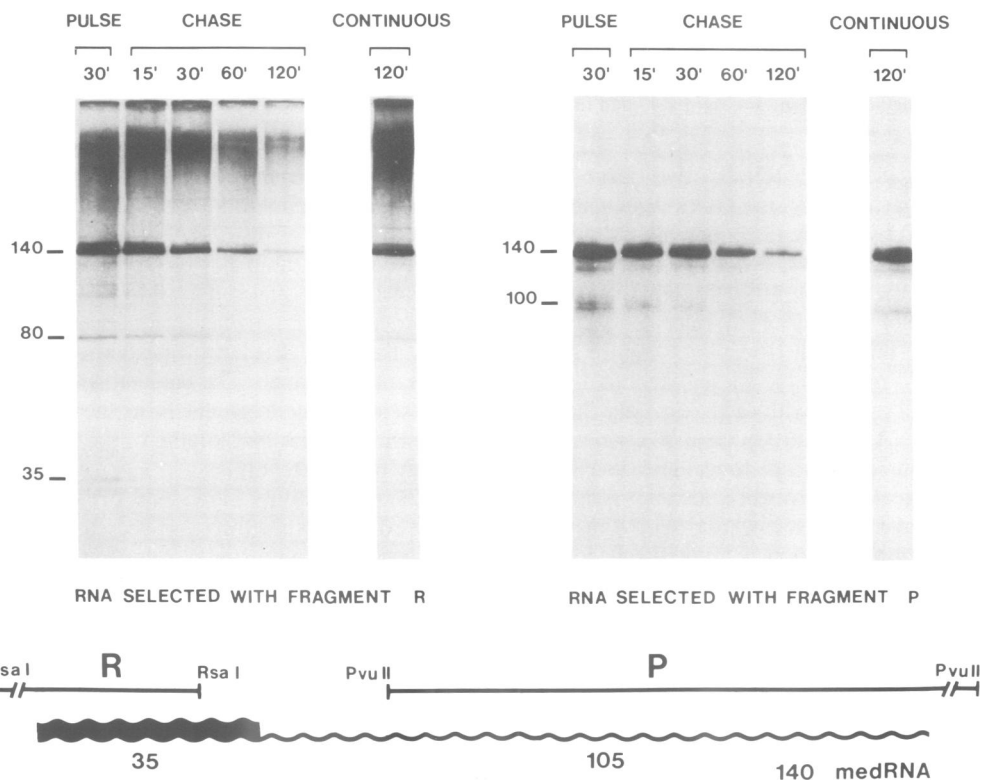 PULSE CHASE CONTINUOUS
30' 15' 30' 60' 120' 120'
140
80
35
RNA SELECTED WITH FRAGMENT R
PULSE CHASE CONTINUOUS
30' 15' 30' 60' 120' 120'
140
100
RNA SELECTED WITH FRAGMENT P
sa I R Rsa I Pvu II P Pvu II
35 105 140 medRNA